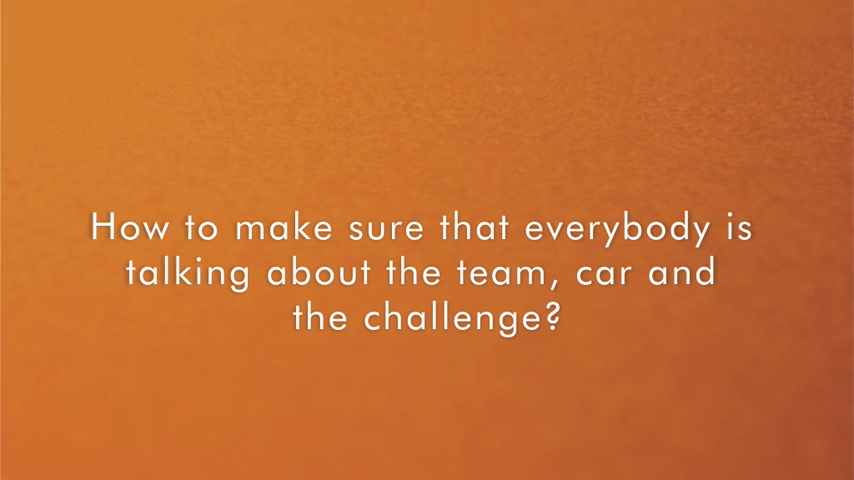 How to make sure that everybody is
talking about the team, car and
the challenge?